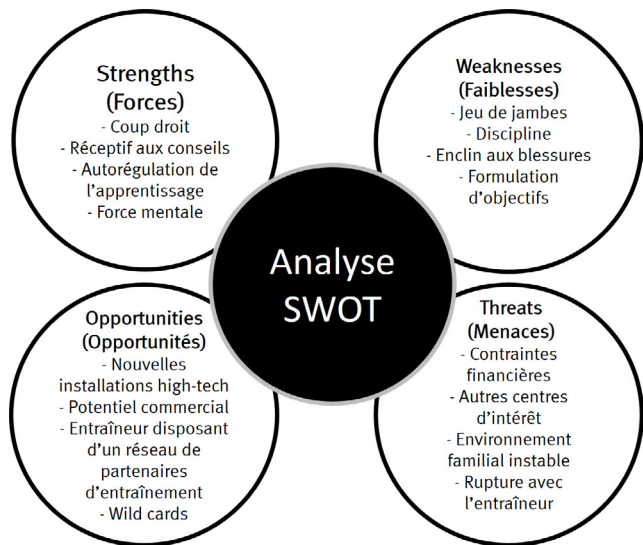 Strengths
(Forces)
- Coup droit
- Réceptif aux conseils
- Autorégulation de
l'apprentissage
- Force mentale
Weaknesses
(Faiblesses)
- Jeu de jambes
- Discipline
- Enclin aux blessures
- Formulation
d'objectifs
Analyse
SWOT
Opportunities
(Opportunités)
- Nouvelles
installations high-tech
- Potentiel commercial
- Entraîneur disposant
d'un réseau de
partenaires
d'entraînement
- Wild cards
Threats
(Menaces)
- Contraintes
financières
- Autres centres
d'intérêt
- Environnement
familial instable
- Rupture avec
l'entraîneur